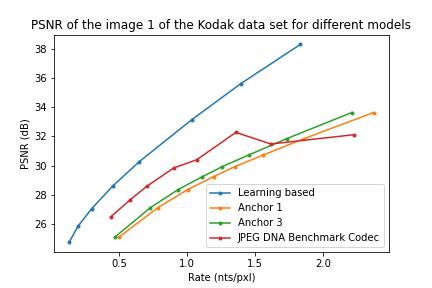 PSNR of the image 1 of the Kodak data set for different models
PSNR (dB)
38
36
34
32
30
28
26
Learning based
Anchor 1
Anchor 3
JPEG DNA Benchmark Codec
0.5 1.0 1.5 2.0
Rate (nts/pxl)